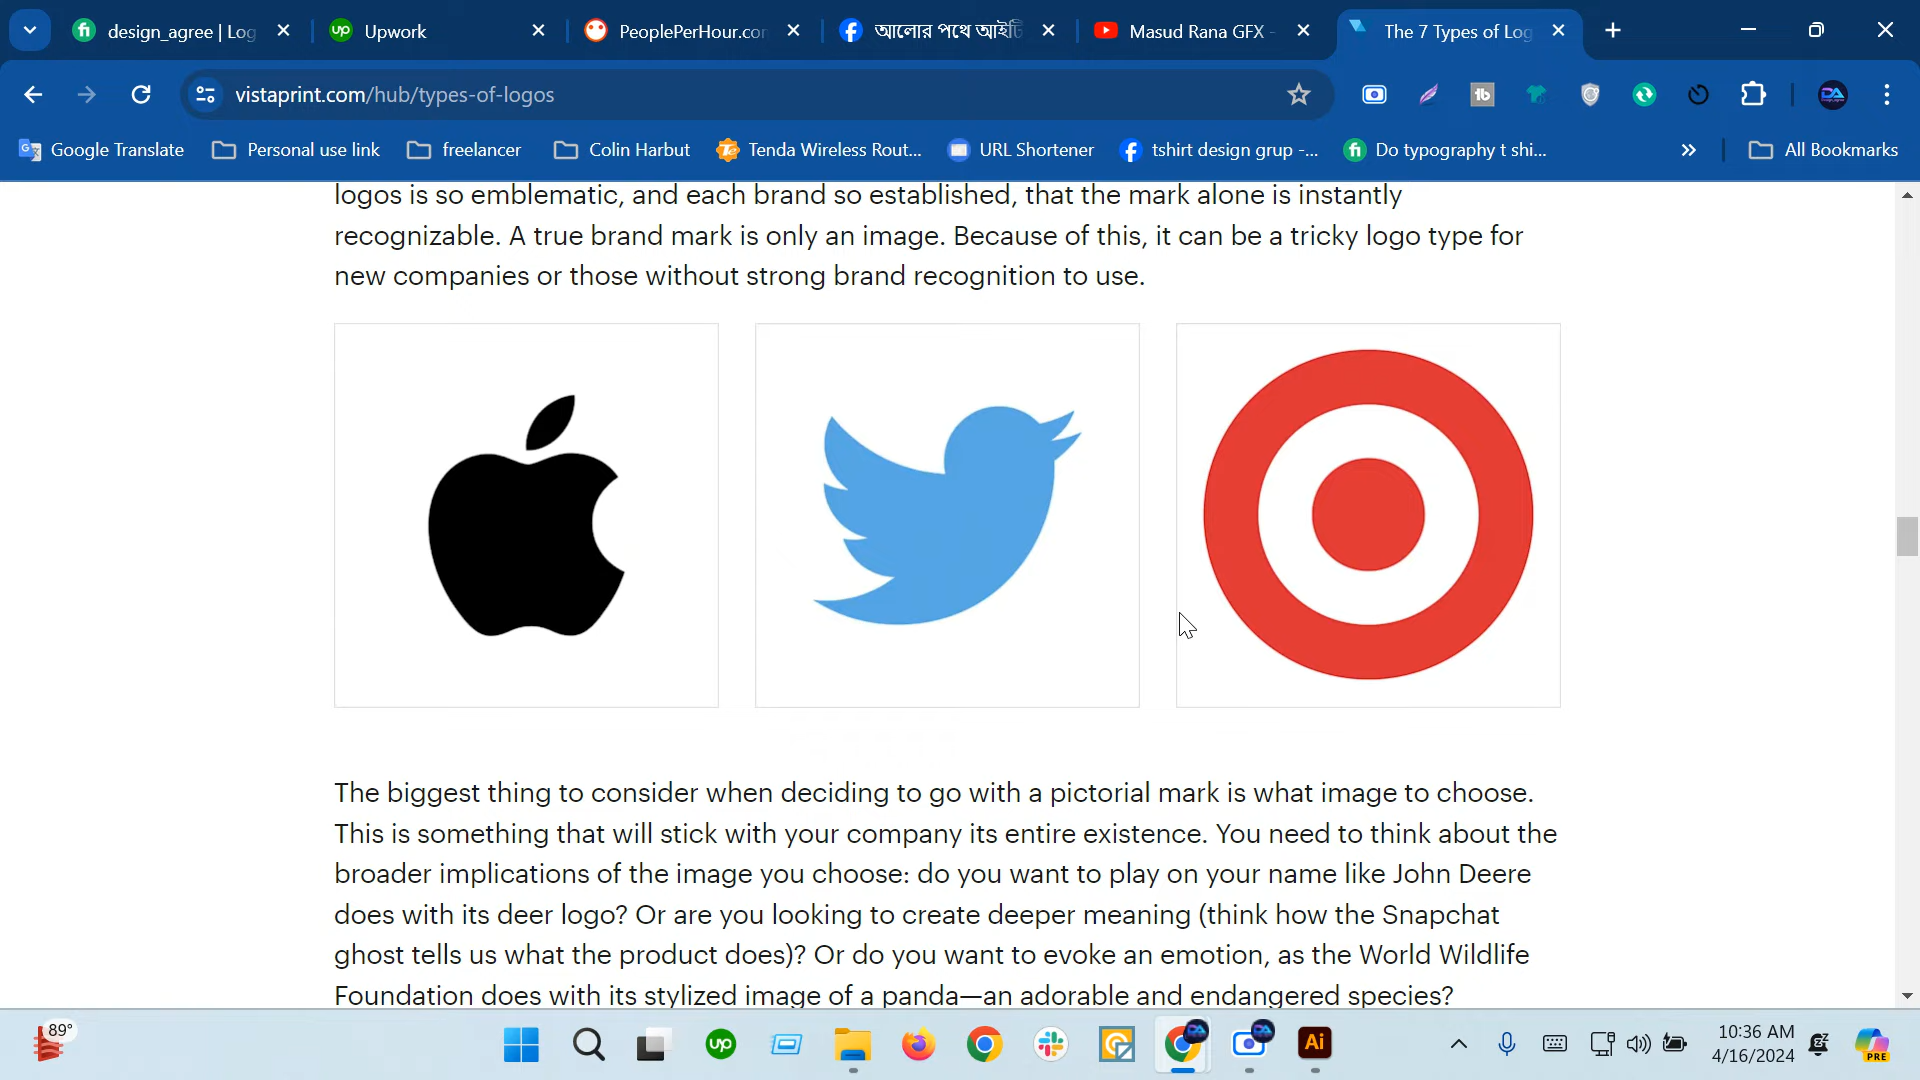 design_agree | Log
Upwork
PeoplePerHour.con
আলোর পথে আইটি
Masud Rana GFX -
The 7 Types of Log
vistaprint.com/hub/types-of-logos
Google Translate
Personal use link
freelancer
Colin Harbut
Tenda Wireless Rout...
URL Shortener
tshirt design grup -...
Do typography t shi...
All Bookmarks
logos is so emblematic, and each brand so established, that the mark alone is instantly
recognizable. A true brand mark is only an image. Because of this, it can be a tricky logo type for
new companies or those without strong brand recognition to use.
The biggest thing to consider when deciding to go with a pictorial mark is what image to choose.
This is something that will stick with your company its entire existence. You need to think about the
broader implications of the image you choose: do you want to play on your name like John Deere
does with its deer logo? Or are you looking to create deeper meaning (think how the Snapchat
ghost tells us what the product does)? Or do you want to evoke an emotion, as the World Wildlife
Foundation does with its stylized image of a panda—an adorable and endangered species?
89°
up
Ai
10:36 AM
4/16/2024
PRE